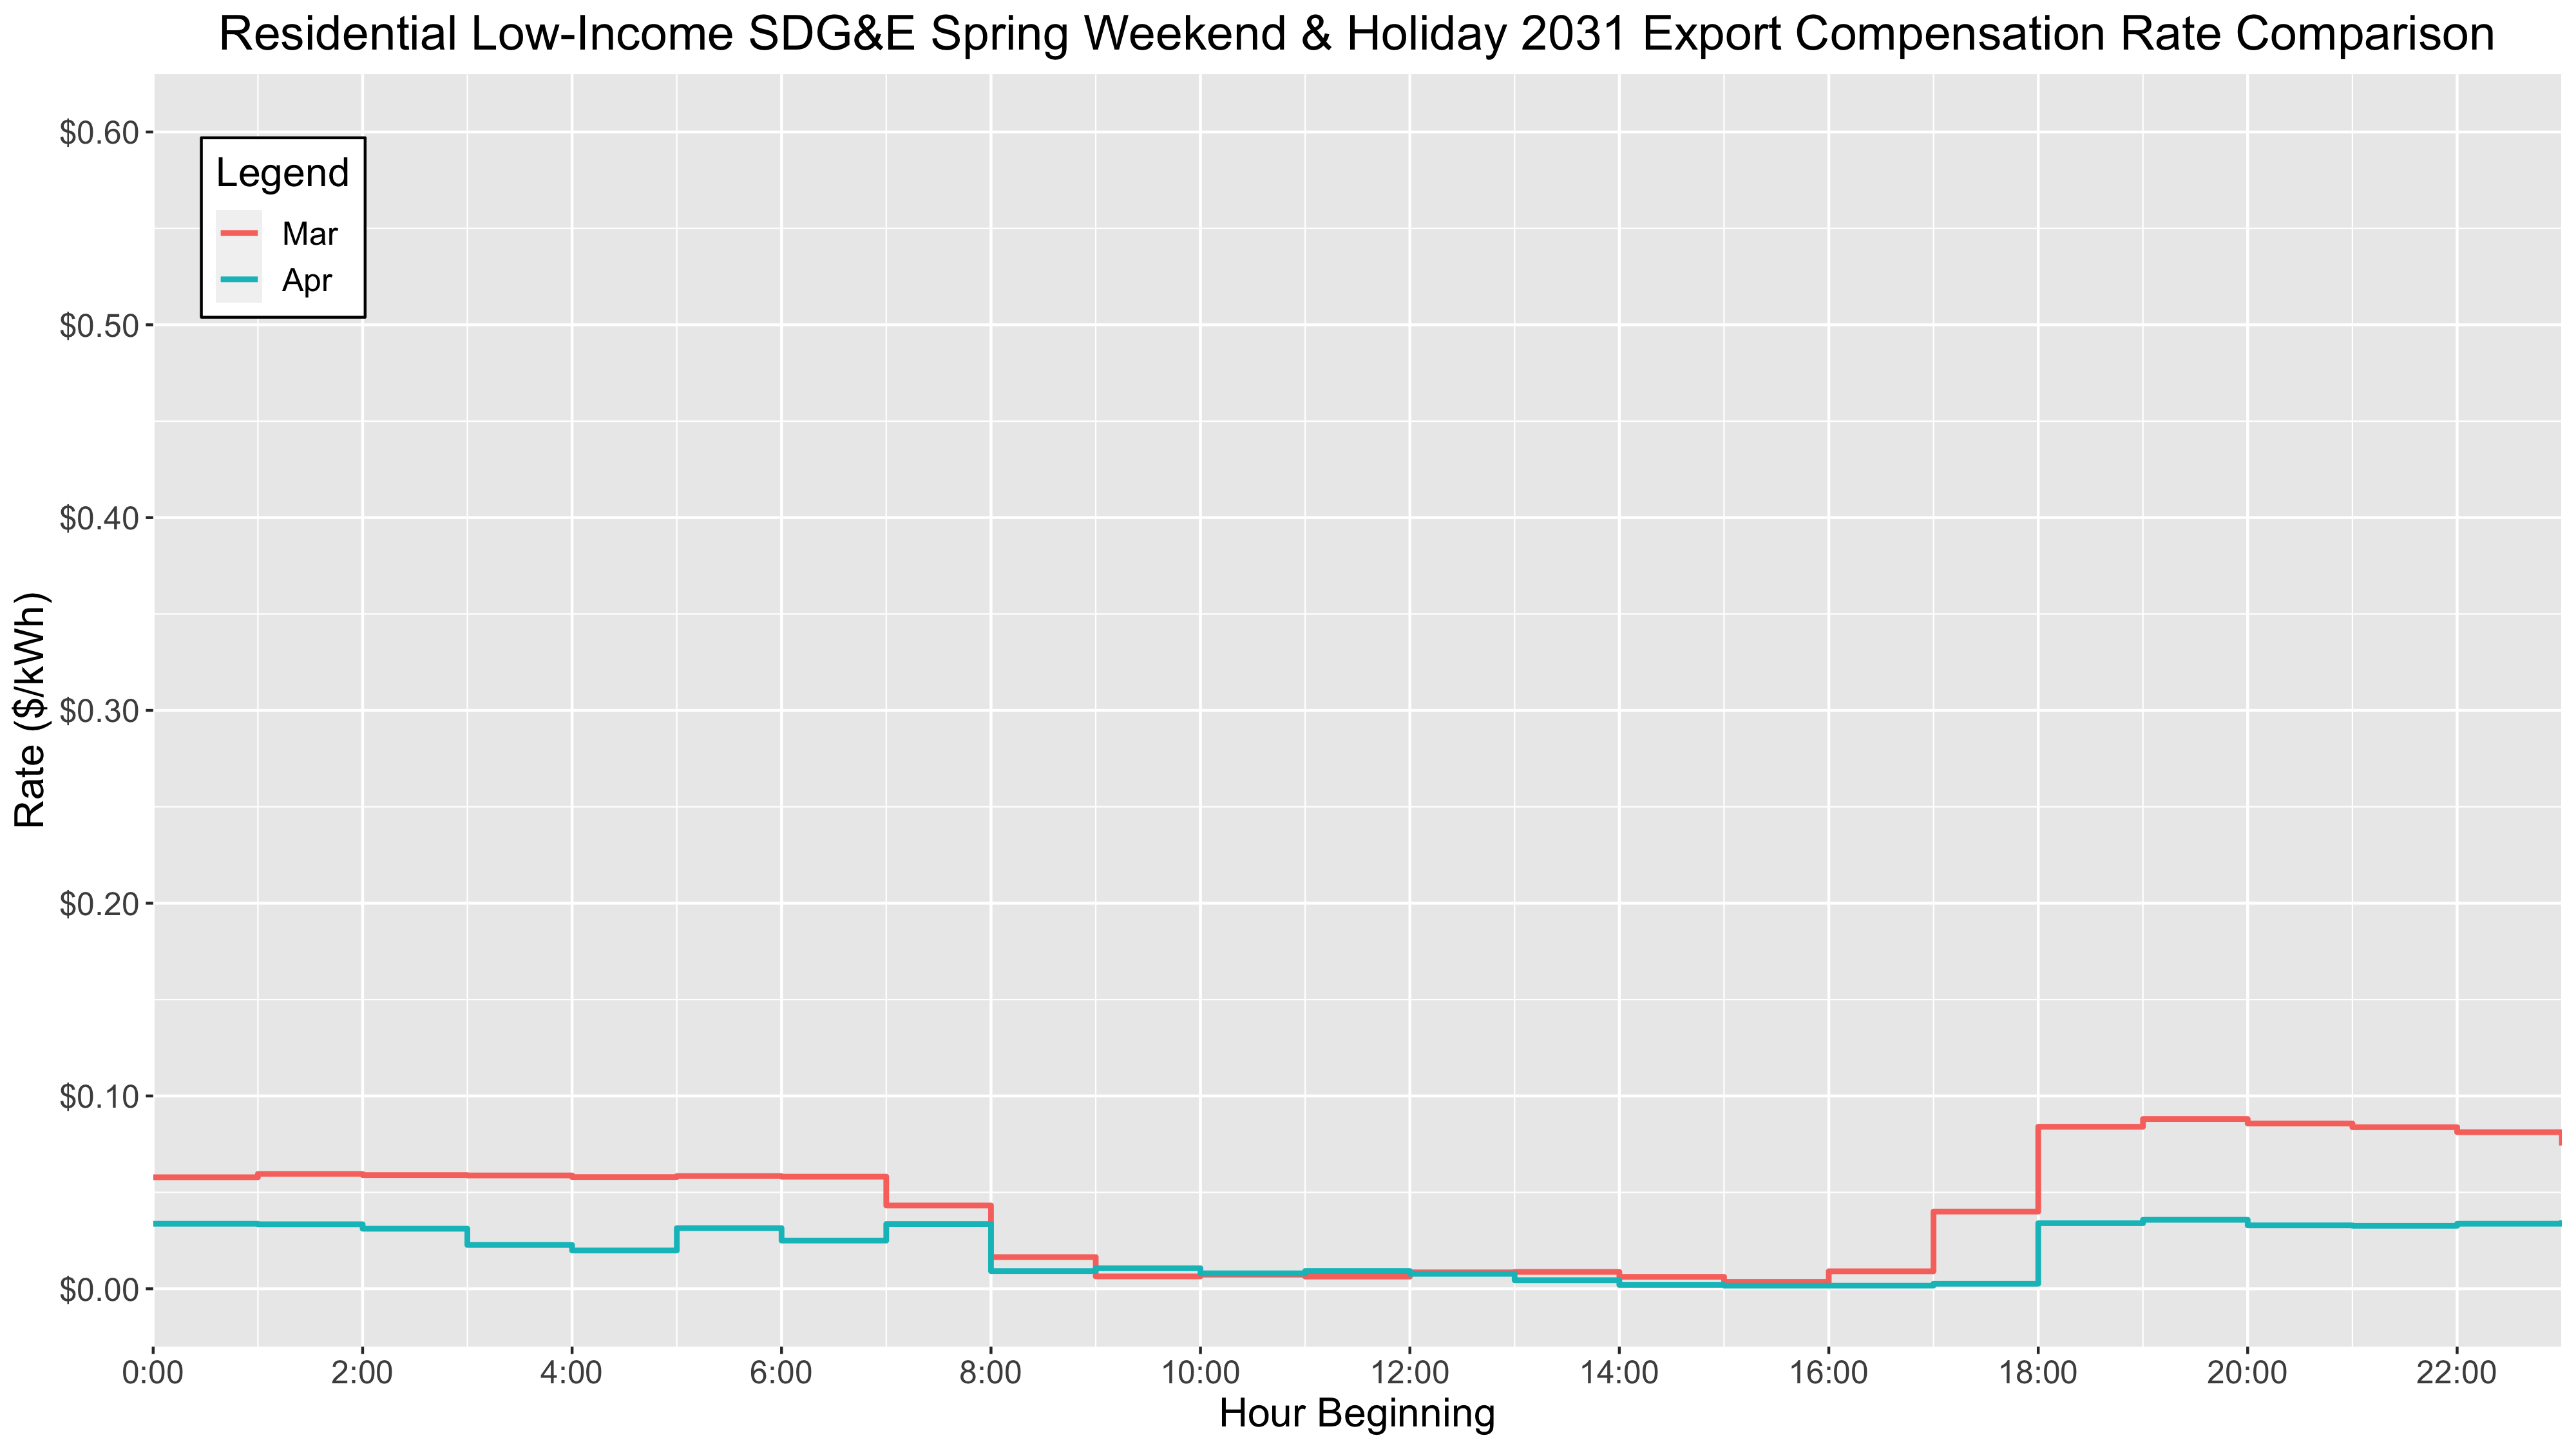 Residential Low-Income SDG&E Spring Weekend & Holiday 2031 Export Compensation Rate Comparison
Legend
Mar
Apr
Rate ($/kWh)
$0.60
$0.50
$0.40
$0.30
$0.20
$0.10
$0.00
0:00 2:00 4:00 6:00 8:00 10:00 12:00 14:00 16:00 18:00 20:00 22:00
Hour Beginning